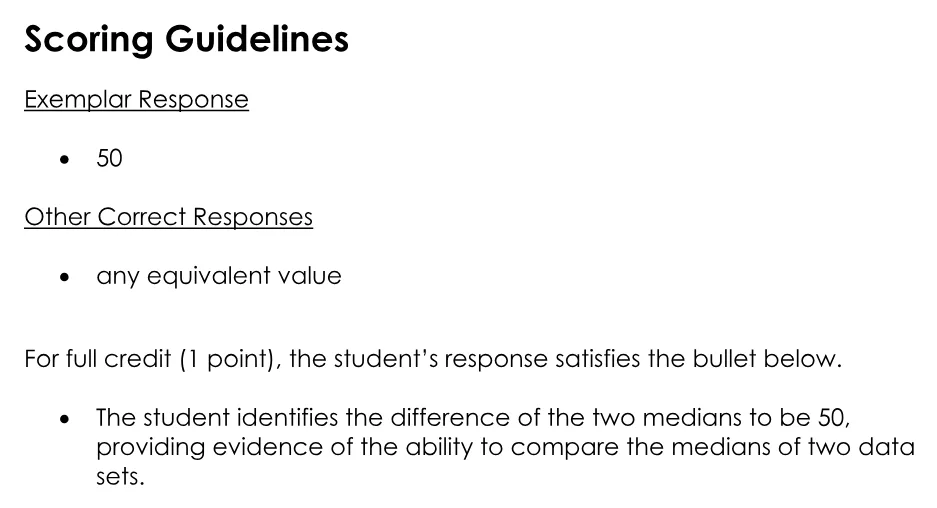 Scoring Guidelines
Exemplar Response
• 50
Other Correct Responses
• any equivalent value
For full credit (1 point), the student’s response satisfies the bullet below.
• The student identifies the difference of the two medians to be 50,
providing evidence of the ability to compare the medians of two data
sets.